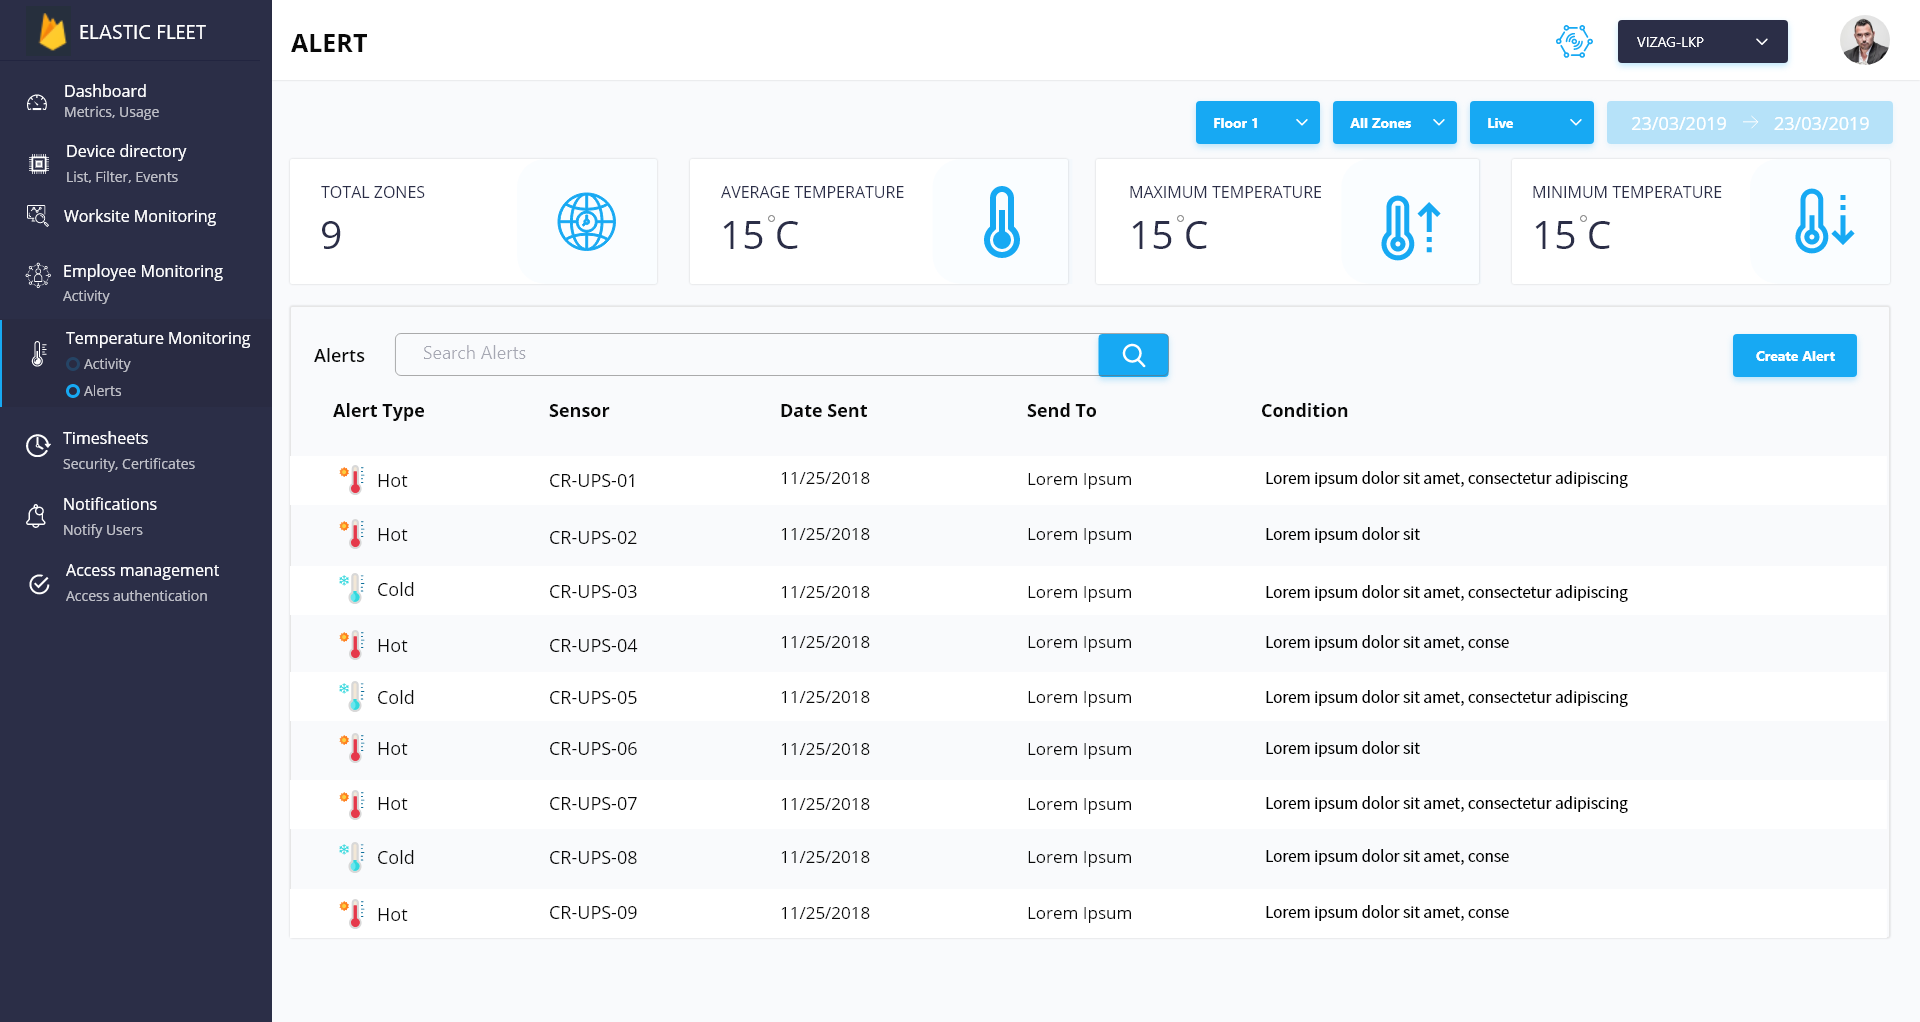 ELASTIC FLEET
Dashboard
Metrics, Usage
Device directory
List, Filter, Events
Worksite Monitoring
Employee Monitoring
Activity
Temperature Monitoring
Activity
Alerts
Timesheets
Security, Certificates
Notifications
Notify Users
Access management
Access authentication
ALERT
VIZAG-LKP
Floor 1
All Zones
Live
23/03/2019 → 23/03/2019
TOTAL ZONES
9
AVERAGE TEMPERATURE
15°C
MAXIMUM TEMPERATURE
15°C
MINIMUM TEMPERATURE
15°C
Alerts
Search Alerts
Create Alert
Alert Type Sensor Date Sent Send To Condition
Hot CR-UPS-01 11/25/2018 Lorem Ipsum Lorem ipsum dolor sit amet, consectetur adipiscing
Hot CR-UPS-02 11/25/2018 Lorem Ipsum Lorem ipsum dolor sit
Cold CR-UPS-03 11/25/2018 Lorem Ipsum Lorem ipsum dolor sit amet, consectetur adipiscing
Hot CR-UPS-04 11/25/2018 Lorem Ipsum Lorem ipsum dolor sit amet, conse
Cold CR-UPS-05 11/25/2018 Lorem Ipsum Lorem ipsum dolor sit amet, consectetur adipiscing
Hot CR-UPS-06 11/25/2018 Lorem Ipsum Lorem ipsum dolor sit
Hot CR-UPS-07 11/25/2018 Lorem Ipsum Lorem ipsum dolor sit amet, consectetur adipiscing
Cold CR-UPS-08 11/25/2018 Lorem Ipsum Lorem ipsum dolor sit amet, conse
Hot CR-UPS-09 11/25/2018 Lorem Ipsum Lorem ipsum dolor sit amet, conse